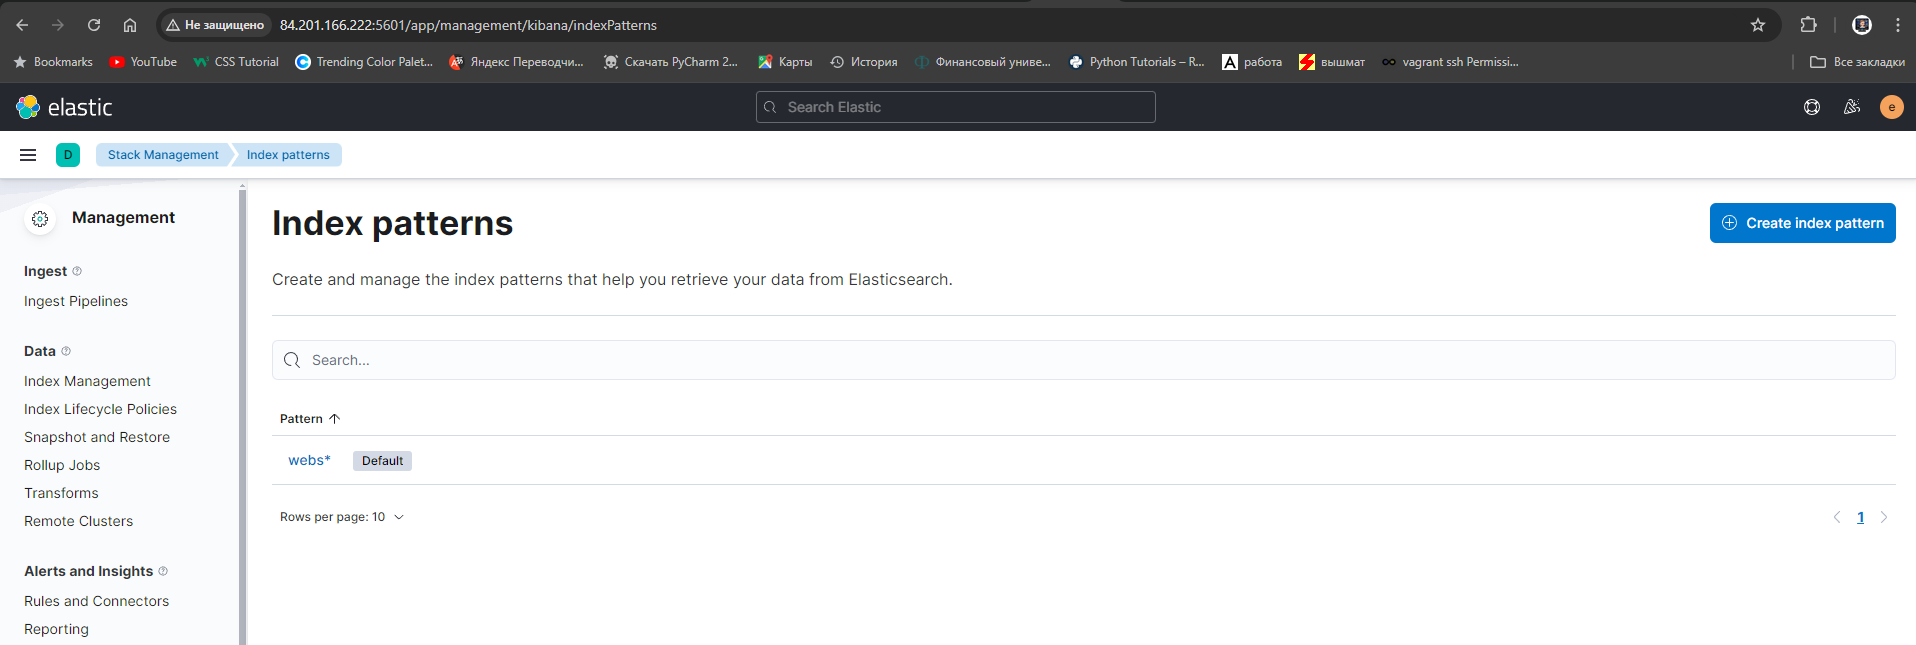 Не защищено 84.201.166.222:5601/app/management/kibana/indexPatterns
Bookmarks YouTube CSS Tutorial Trending Color Palet... Яндекс Переводчи... Скачать PyCharm 2... Карты История Финансовый униве... Python Tutorials – R... работа вышмат vagrant ssh Permissi... Все закладки
elastic Search Elastic e
D Stack Management Index patterns
Management
Ingest
Ingest Pipelines
Data
Index Management
Index Lifecycle Policies
Snapshot and Restore
Rollup Jobs
Transforms
Remote Clusters
Alerts and Insights
Rules and Connectors
Reporting
Index patterns
Create index pattern
Create and manage the index patterns that help you retrieve your data from Elasticsearch.
Search...
Pattern
webs* Default
Rows per page: 10
1